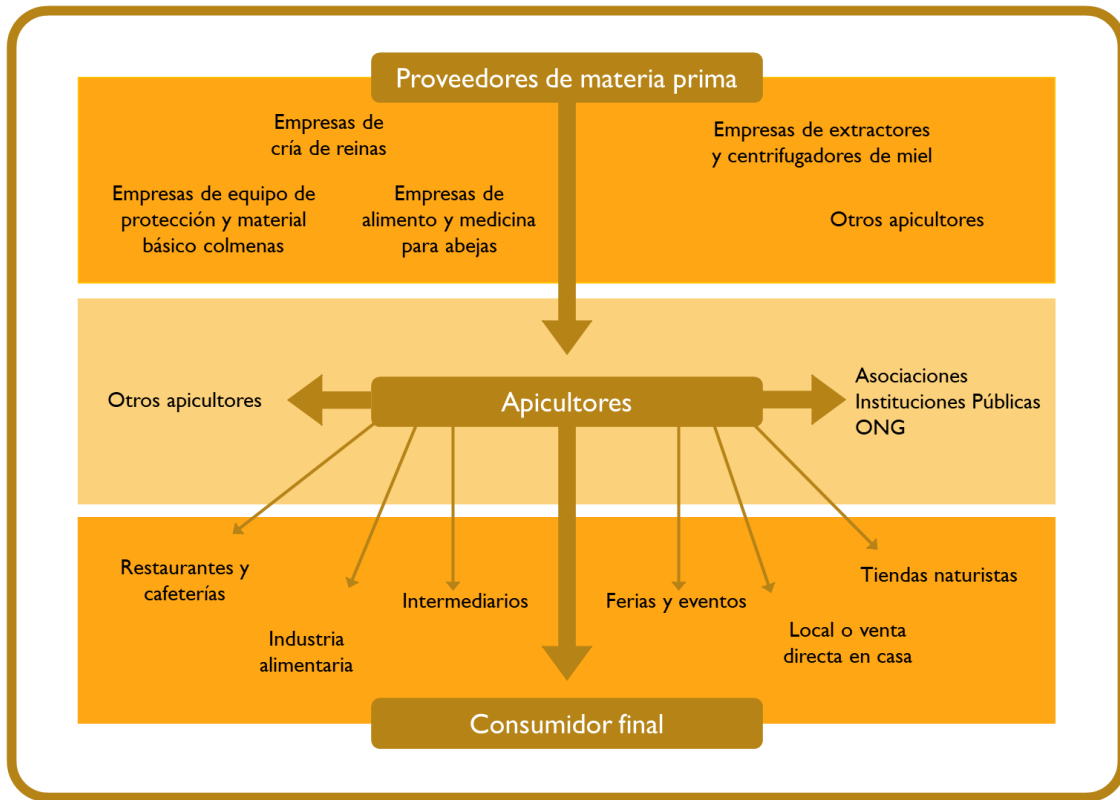 Proveedores de materia prima
Empresas de
cría de reinas
Empresas de extractores
y centrifugadores de miel
Empresas de equipo de
protección y material
básico colmenas
Empresas de
alimento y medicina
para abejas
Otros apicultores
Otros apicultores
Apicultores
Asociaciones
Instituciones Públicas
ONG
Restaurantes y
cafeterías
Industria
alimentaria
Intermediarios
Ferias y eventos
Local o venta
directa en casa
Tiendas naturistas
Consumidor final